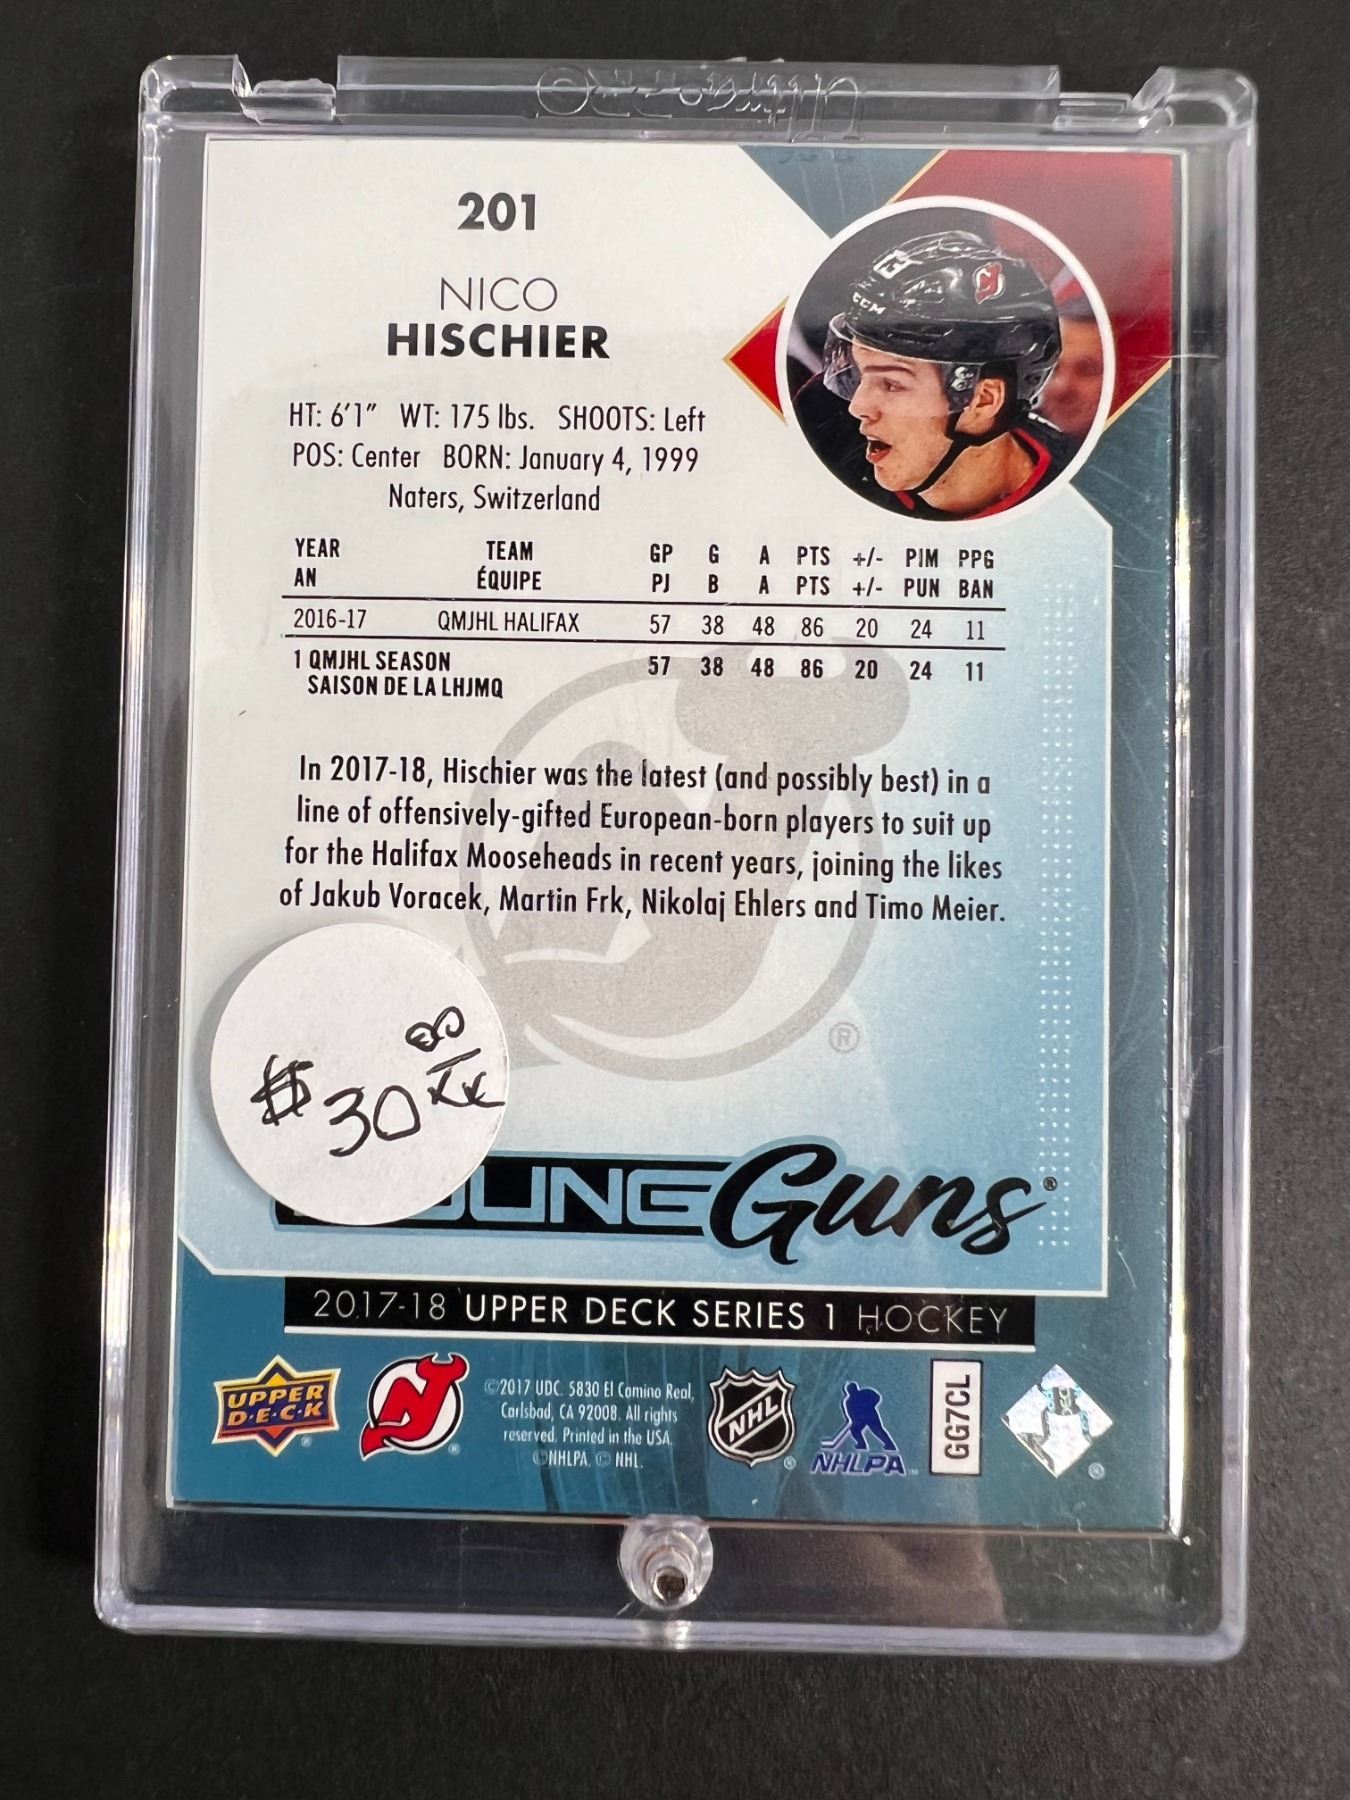 201
NICO
HISCHIER
HT: 6'1" WT: 175 lbs. SHOOTS: Left
POS: Center BORN: January 4, 1999
Naters, Switzerland
YEAR TEAM GP G A PTS +/- PIM PPG
AN ÉQUIPE PJ B A PTS +/- PUN BAN
2016-17 QMJHL HALIFAX 57 38 48 86 20 24 11
1 QMJHL SEASON 57 38 48 86 20 24 11
SAISON DE LA LHJMQ
In 2017-18, Hischier was the latest (and possibly best) in a
line of offensively-gifted European-born players to suit up
for the Halifax Mooseheads in recent years, joining the likes
of Jakub Voracek, Martin Frk, Nikolaj Ehlers and Timo Meier.
®
$30
Guns®
2017-18 UPPER DECK SERIES 1 HOCKEY
UPPER
D·E·C·K
©2017 UDC. 5830 El Camino Real,
Carlsbad, CA 92008. All rights
reserved. Printed in the USA.
©NHLPA. © NHL.
NHL
NHLPA
GG7CL
CCM